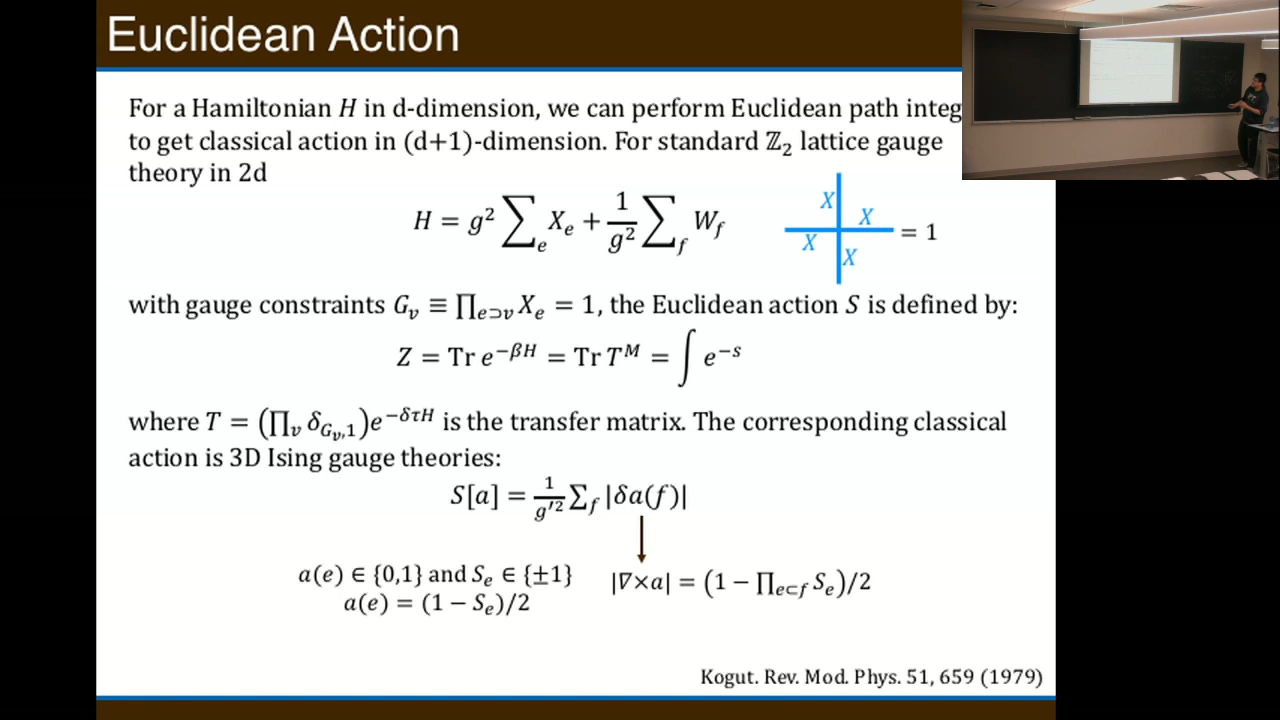 Euclidean Action
For a Hamiltonian H in d-dimension, we can perform Euclidean path integ
to get classical action in (d+1)-dimension. For standard ℤ₂ lattice gauge
theory in 2d
H = g² ∑ₑ Xₑ + 1/g² ∑_f W_f
X
X
X
X
= 1
with gauge constraints Gᵥ ≡ ∏_{e⊃v} Xₑ = 1, the Euclidean action S is defined by:
Z = Tr e^{−βH} = Tr T^M = ∫ e^{−s}
where T = (∏ᵥ δ_{Gᵥ,1})e^{−δτH} is the transfer matrix. The corresponding classical
action is 3D Ising gauge theories:
S[a] = 1/g′² ∑_f |δa(f)|
a(e) ∈ {0,1} and Sₑ ∈ {±1}
|∇×a| = (1 − ∏_{e⊂f} Sₑ)/2
a(e) = (1 − Sₑ)/2
Kogut. Rev. Mod. Phys. 51, 659 (1979)